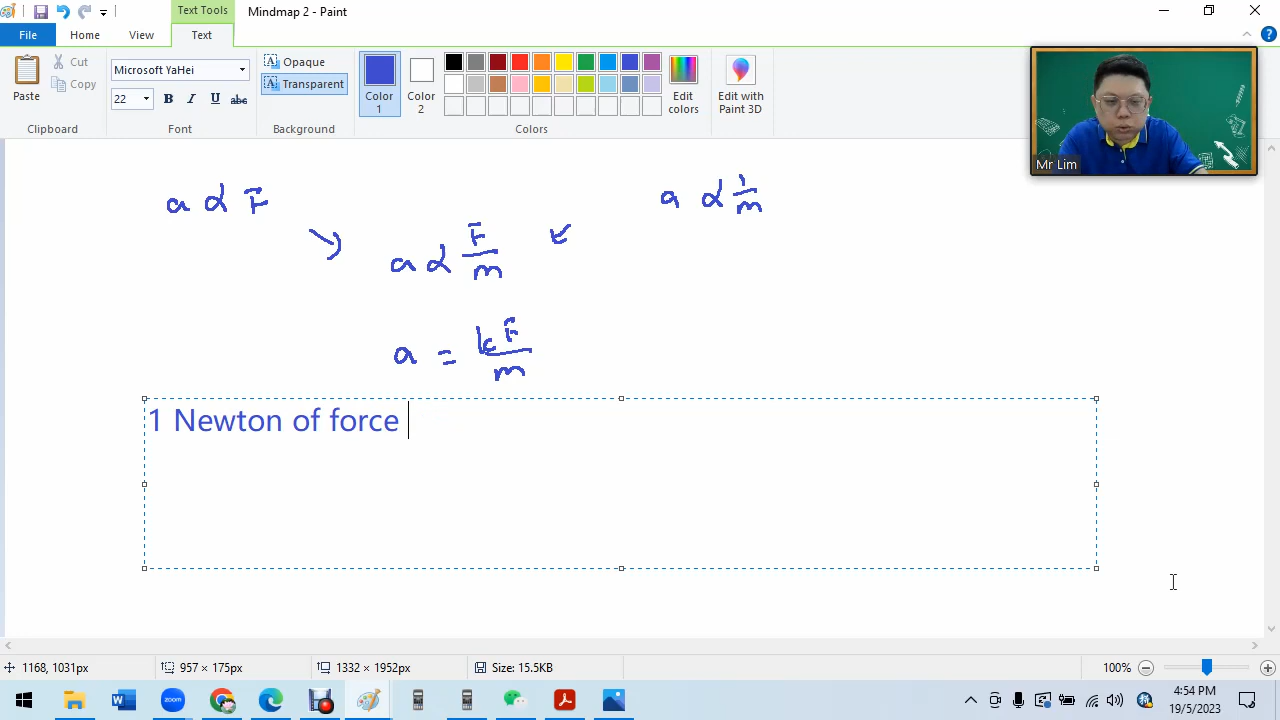 Text Tools
Mindmap 2 - Paint
File Home View Text
Paste
Cut
Copy
Clipboard
Microsoft YaHei
22 B I U abc
Font
Opaque
Transparent
Background
Color 1
Color 2
Edit colors
Colors
Edit with Paint 3D
Mr Lim
a ∝ F
a ∝ 1/m
a ∝ F/m
a = kF/m
1 Newton of force
1168, 1031px 957 × 175px 1332 × 1952px Size: 15.5KB 100%
zoom
4:54 PM
19/5/2023